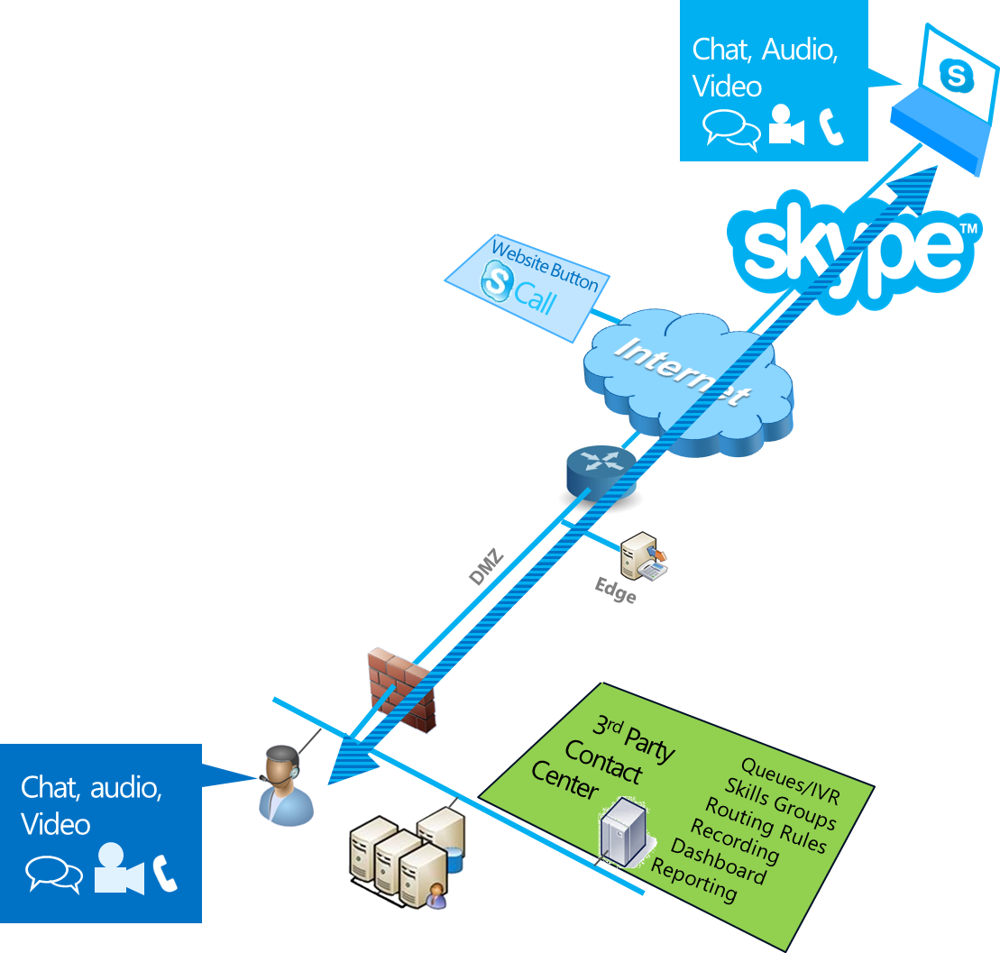 Chat, Audio,
Video
S
skype™
Website Button
S Call
Internet
DMZ
Edge
3rd Party
Contact
Center
Queues/IVR
Skills Groups
Routing Rules
Recording
Dashboard
Reporting
Chat, audio,
Video